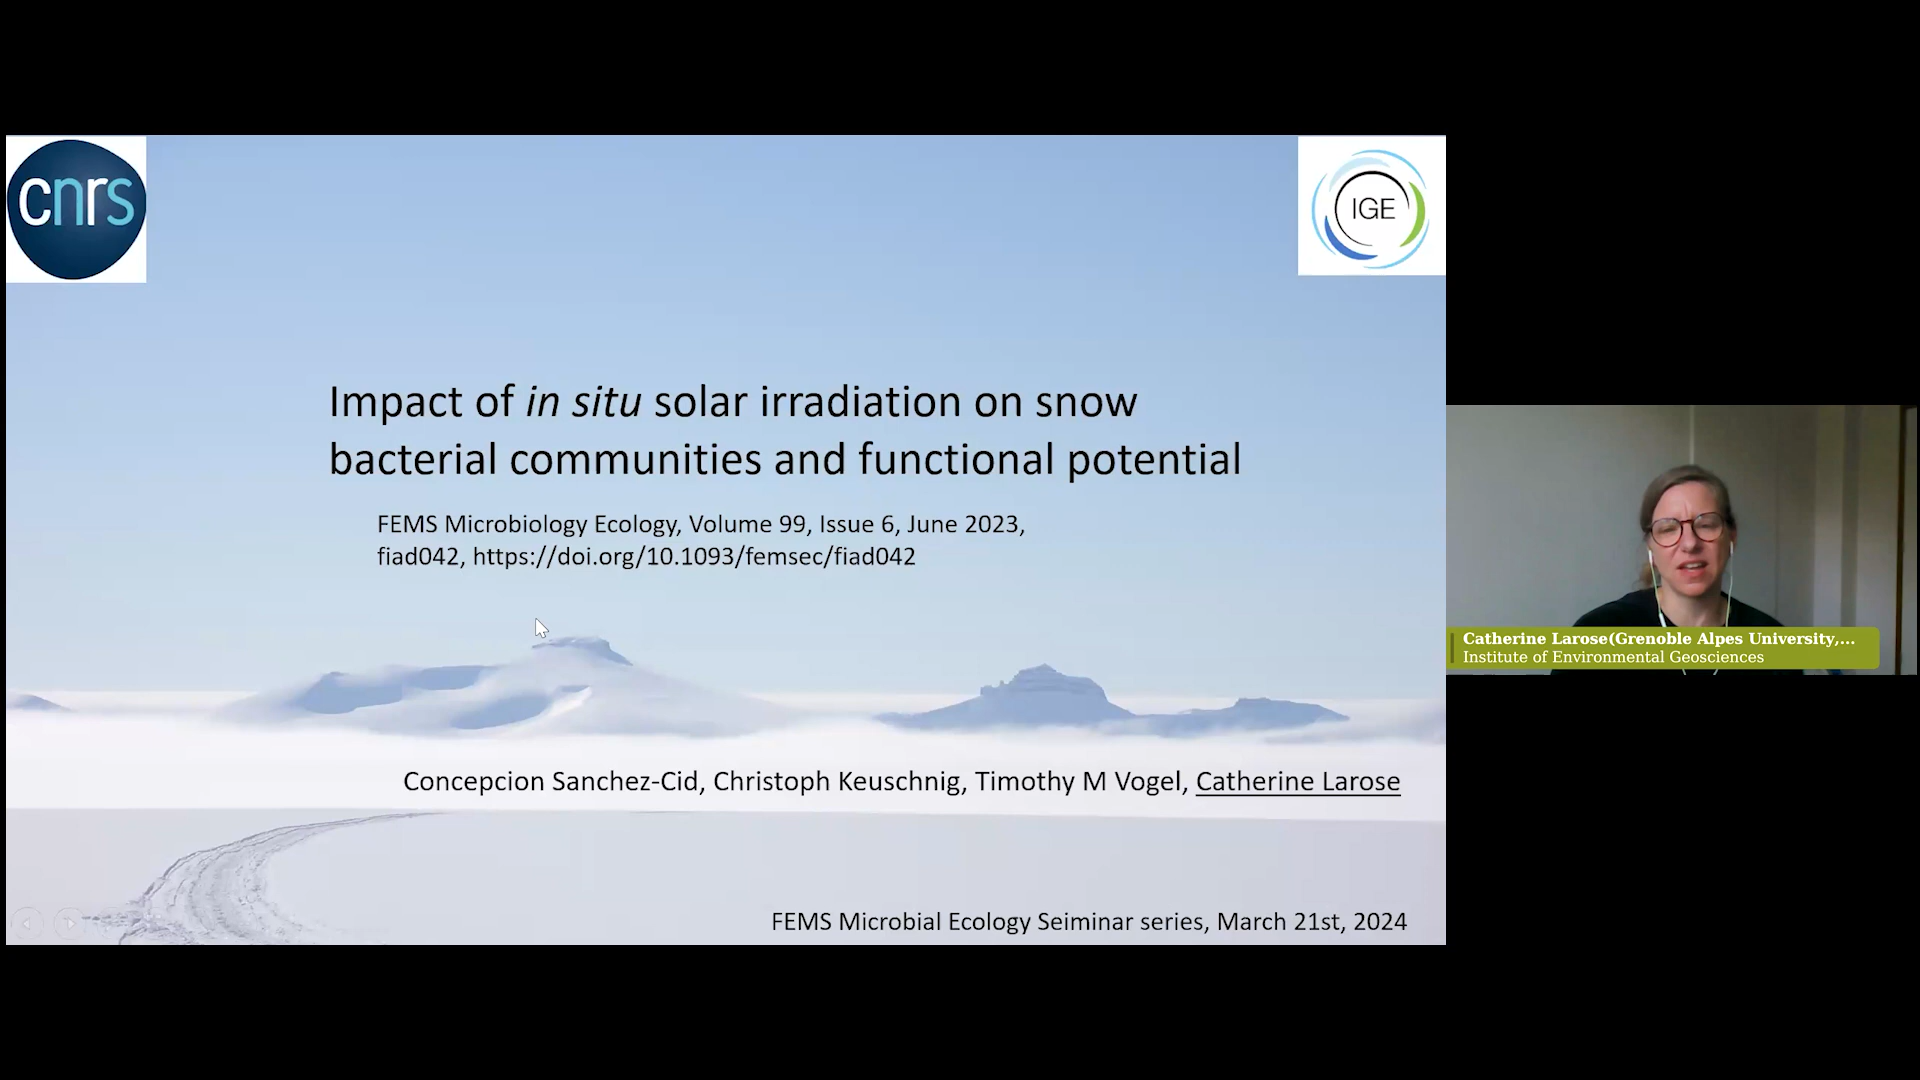 cnrs
IGE
Impact of in situ solar irradiation on snow
bacterial communities and functional potential
FEMS Microbiology Ecology, Volume 99, Issue 6, June 2023,
fiad042, https://doi.org/10.1093/femsec/fiad042
Concepcion Sanchez-Cid, Christoph Keuschnig, Timothy M Vogel, Catherine Larose
FEMS Microbial Ecology Seiminar series, March 21st, 2024
Catherine Larose(Grenoble Alpes University,...
Institute of Environmental Geosciences